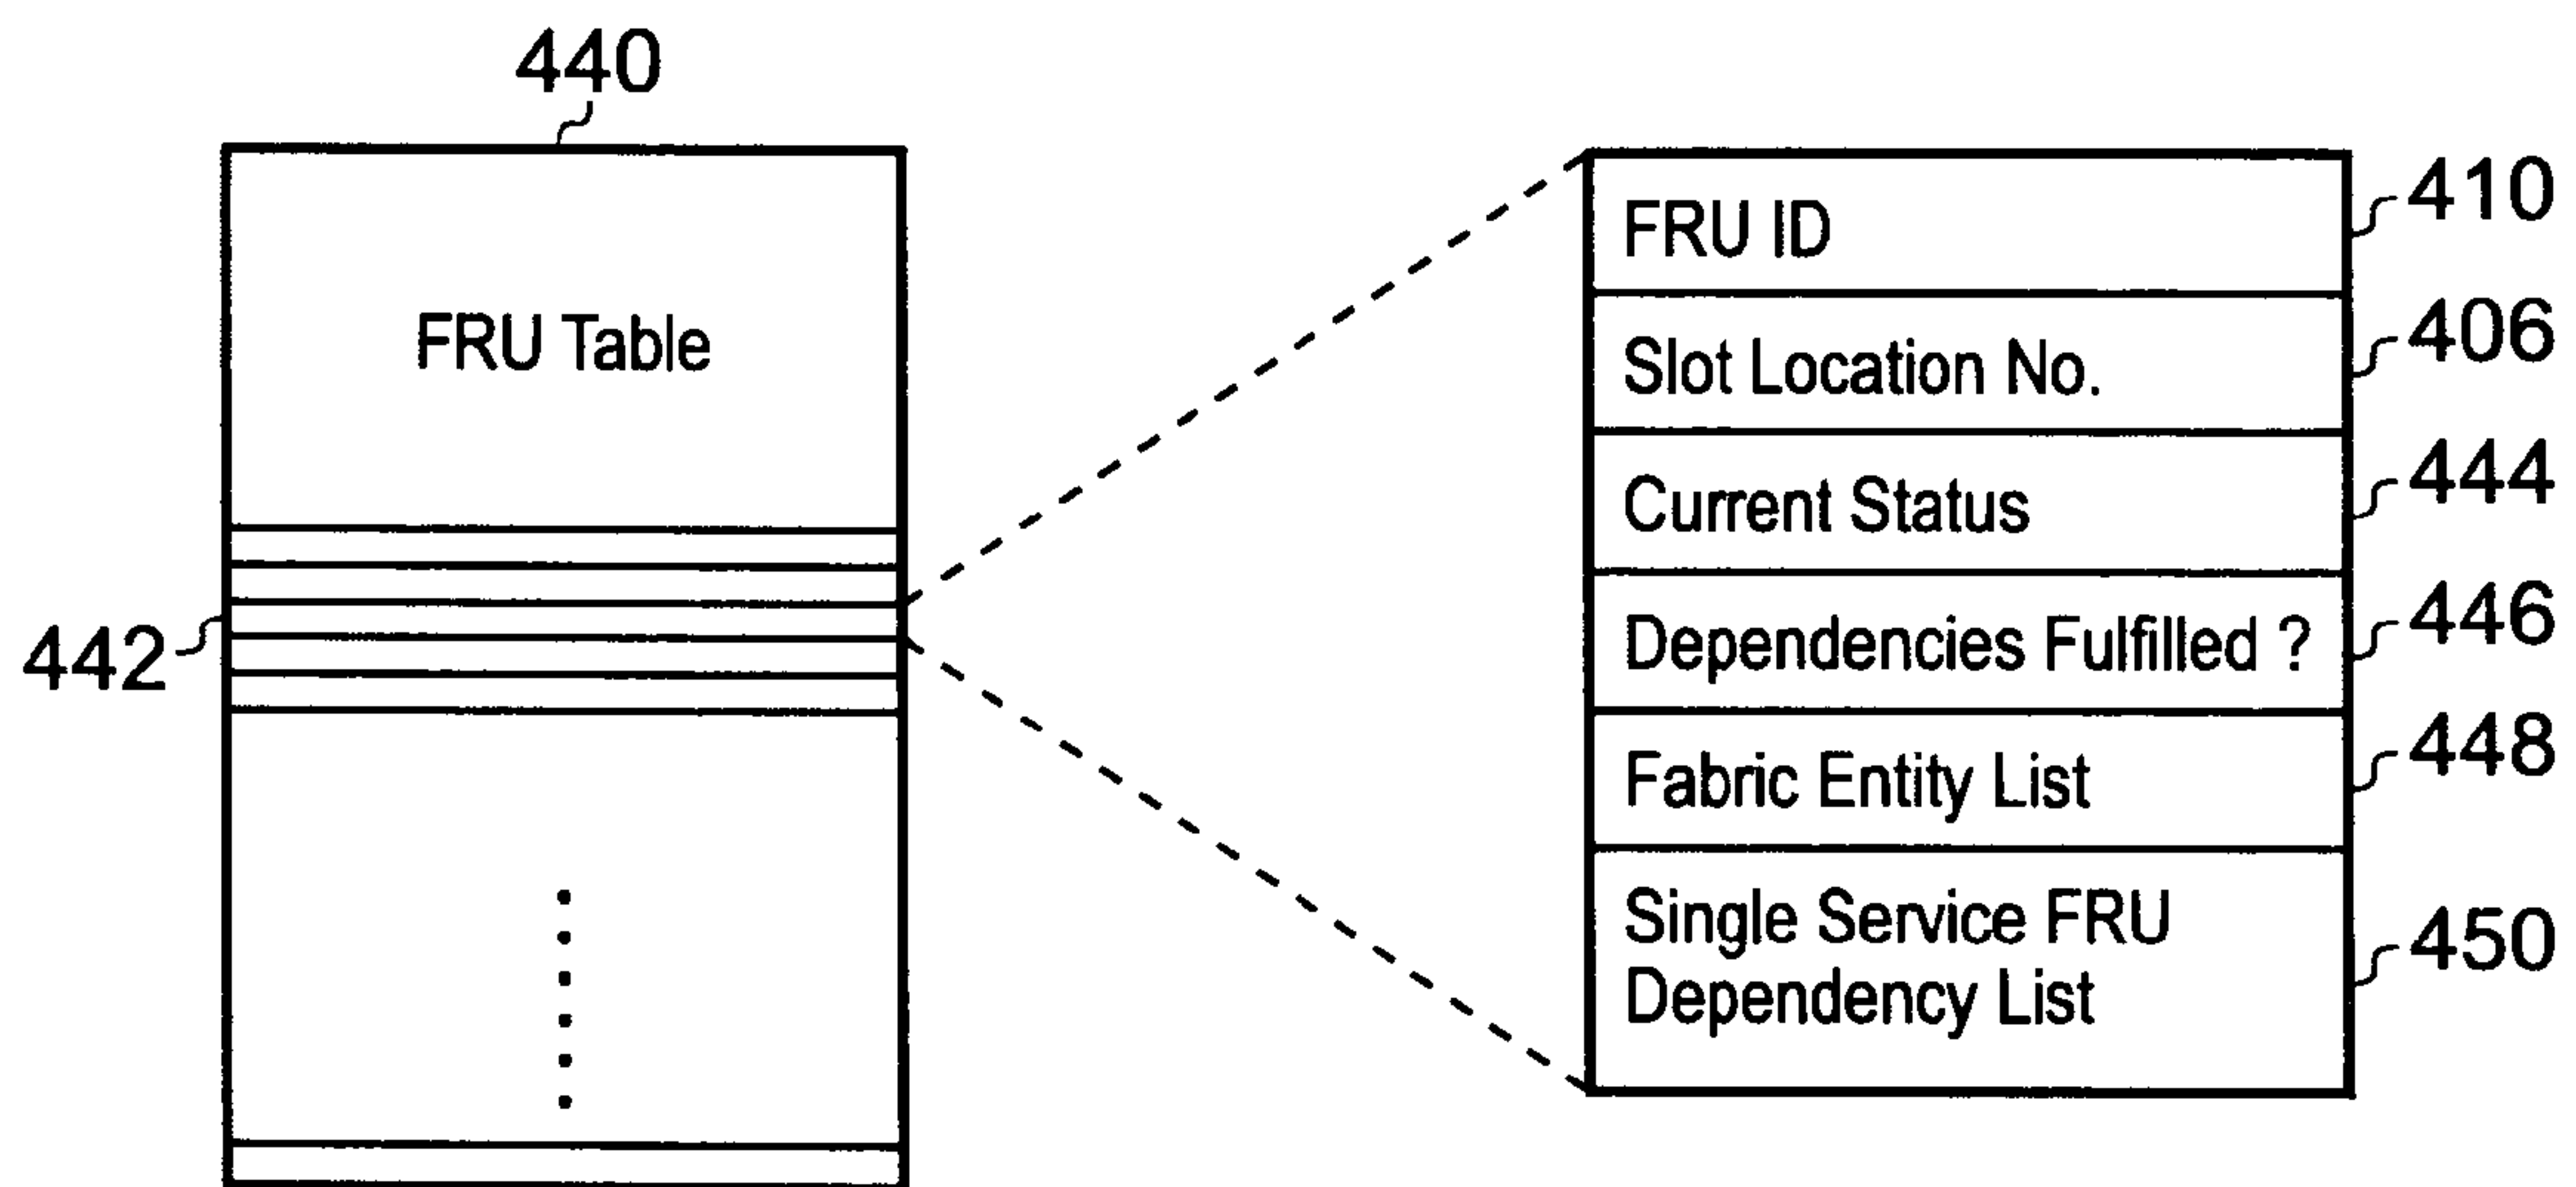 440
FRU Table
442
FRU ID
410
Slot Location No.
406
Current Status
444
Dependencies Fulfilled ?
446
Fabric Entity List
448
Single Service FRU
Dependency List
450